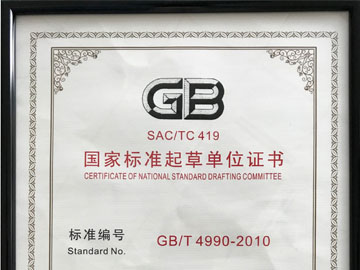 GB
SAC/TC 419
国家标准起草单位证书
CERTIFICATE OF NATIONAL STANDARD DRAFTING COMMITTEE
标准编号 GB/T 4990-2010
Standard No.